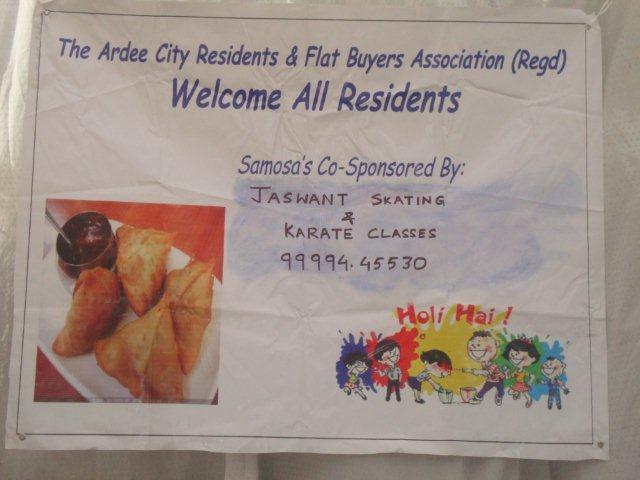 The Ardee City Residents & Flat Buyers Association (Regd)
Welcome All Residents
Samosa's Co-Sponsored By:
JASWANT SKATING
&
KARATE CLASSES
99994.45530
Holi Hai !